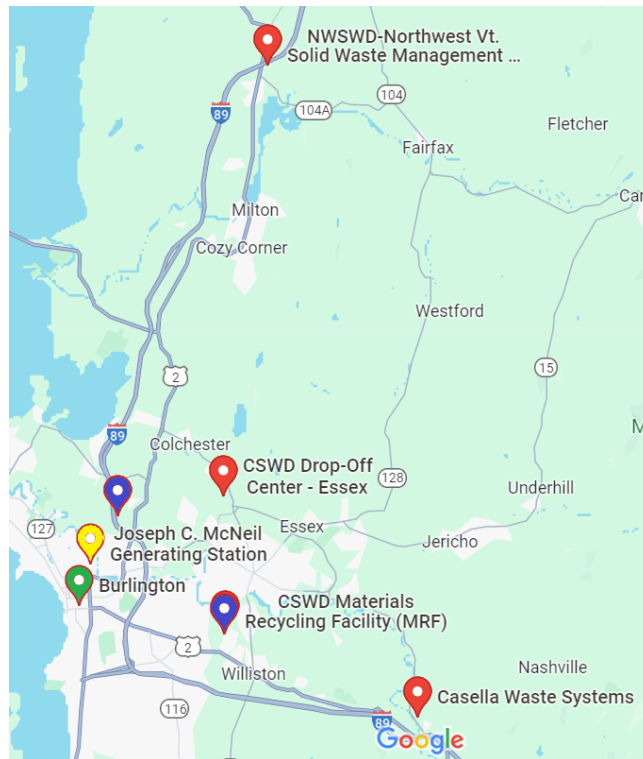 NWSWD-Northwest Vt.
Solid Waste Management ...
104
104A
89
Fletcher
Fairfax
Milton
Cozy Corner
Westford
15
2
89
Colchester
CSWD Drop-Off
Center - Essex
128
Underhill
127
Joseph C. McNeil
Generating Station
Essex
Jericho
Burlington
CSWD Materials
Recycling Facility (MRF)
2
Williston
Nashville
116
Casella Waste Systems
89
Google